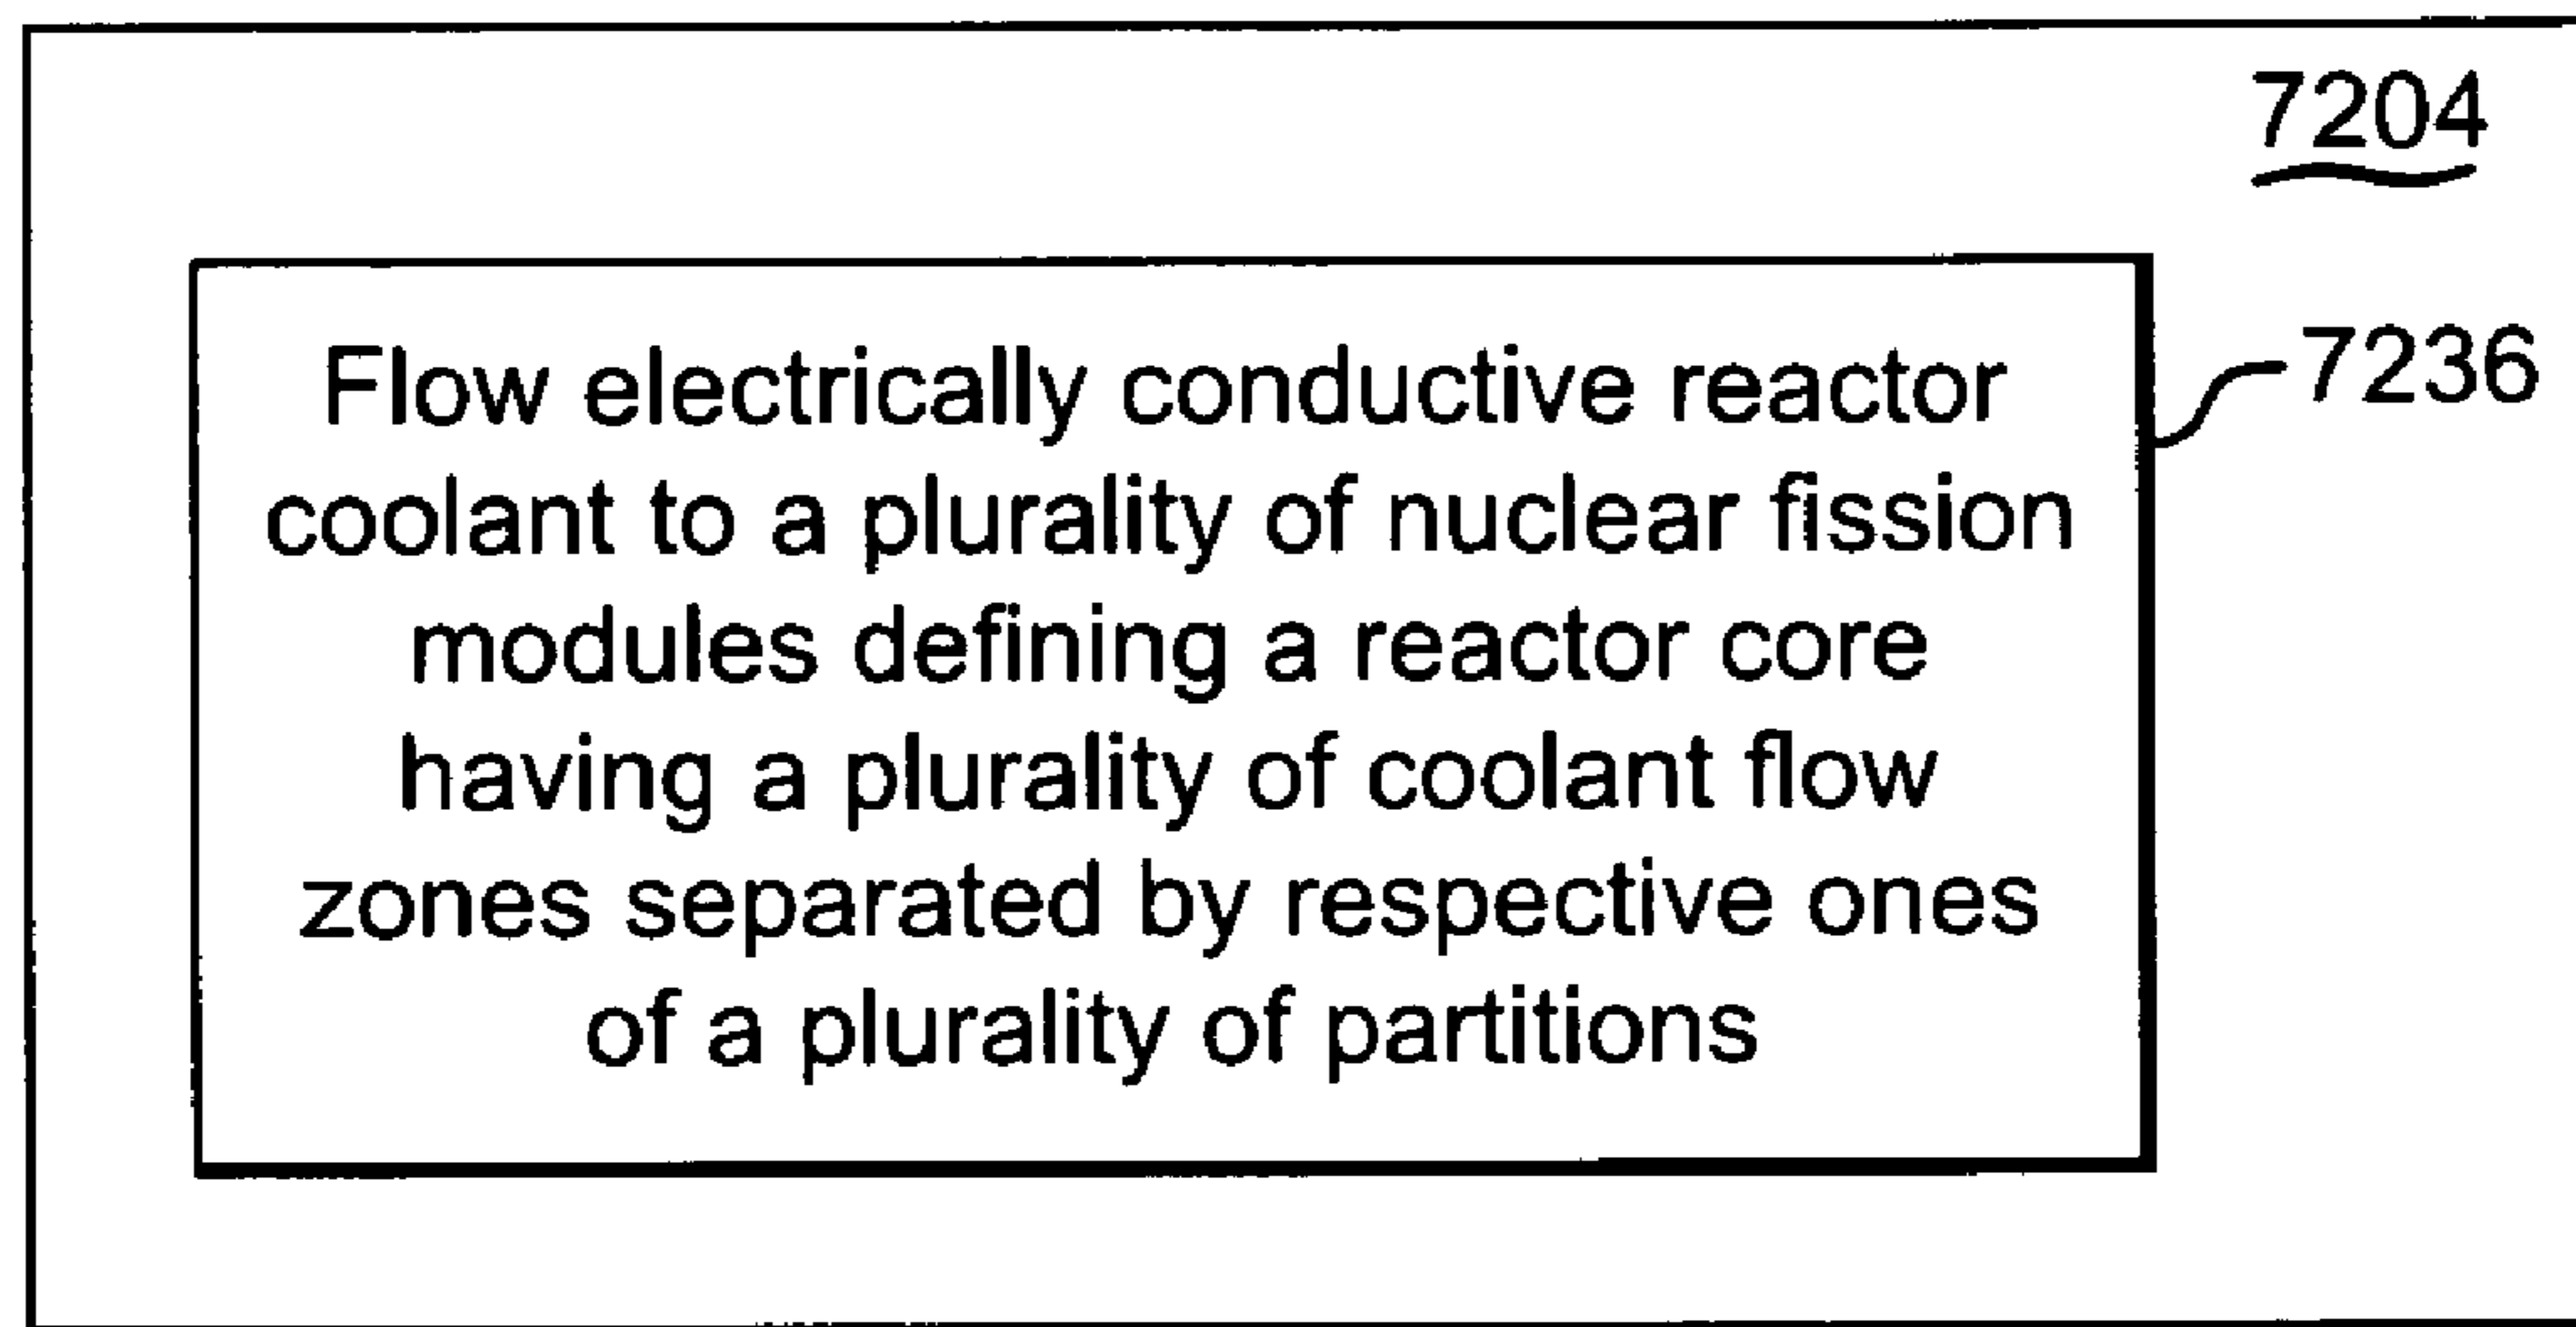 7204
7236
Flow electrically conductive reactor
coolant to a plurality of nuclear fission
modules defining a reactor core
having a plurality of coolant flow
zones separated by respective ones
of a plurality of partitions